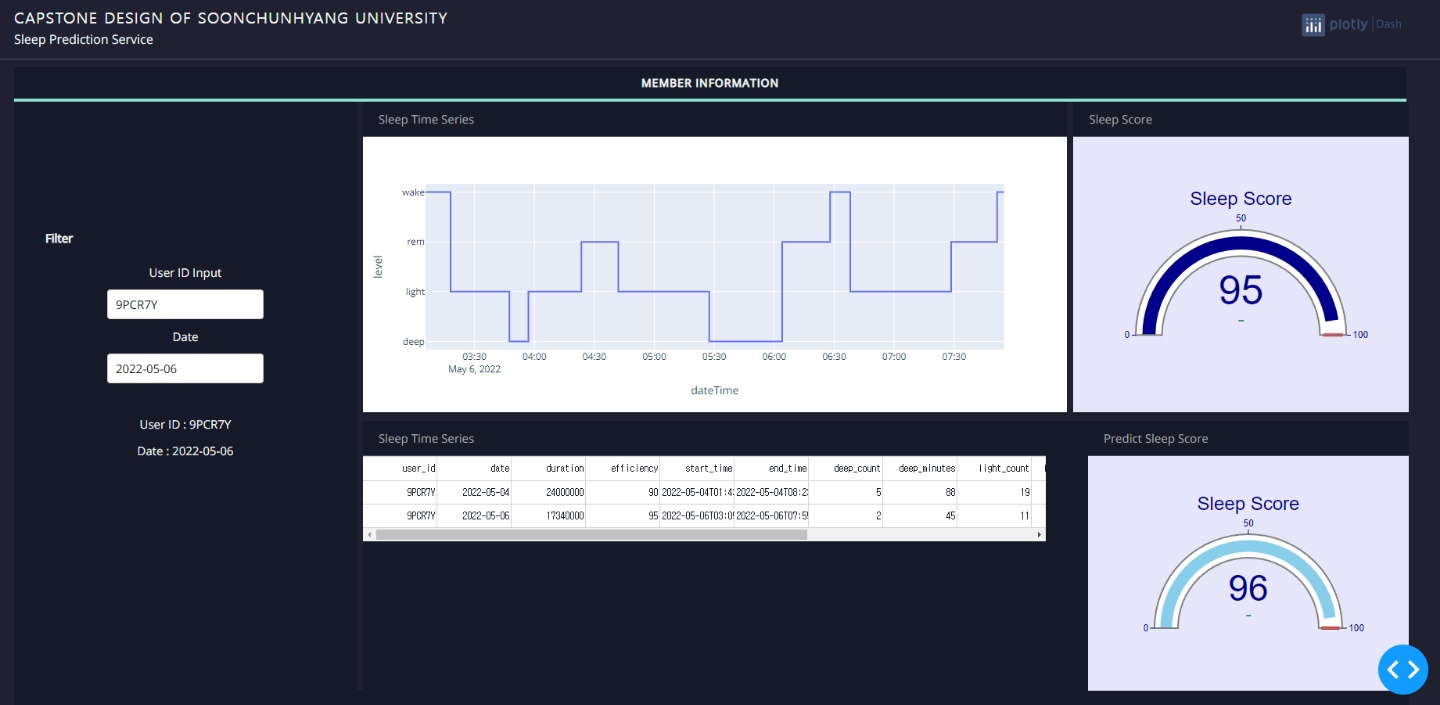 CAPSTONE DESIGN OF SOONCHUNHYANG UNIVERSITY
Sleep Prediction Service
plotly | Dash
MEMBER INFORMATION
Filter
User ID Input
9PCR7Y
Date
2022-05-06
User ID : 9PCR7Y
Date : 2022-05-06
Sleep Time Series
level
wake
rem
light
deep
03:30 04:00 04:30 05:00 05:30 06:00 06:30 07:00 07:30
May 6, 2022
dateTime
Sleep Score
Sleep Score
50
95
-
0 100
Sleep Time Series
user_id date duration efficiency start_time end_time deep_count deep_minutes light_count
9PCR7Y 2022-05-04 24000000 90 2022-05-04T01:4 2022-05-04T08:2 5 88 19
9PCR7Y 2022-05-06 17340000 95 2022-05-06T03:0 2022-05-06T07:5 2 45 11
Predict Sleep Score
Sleep Score
50
96
-
0 100